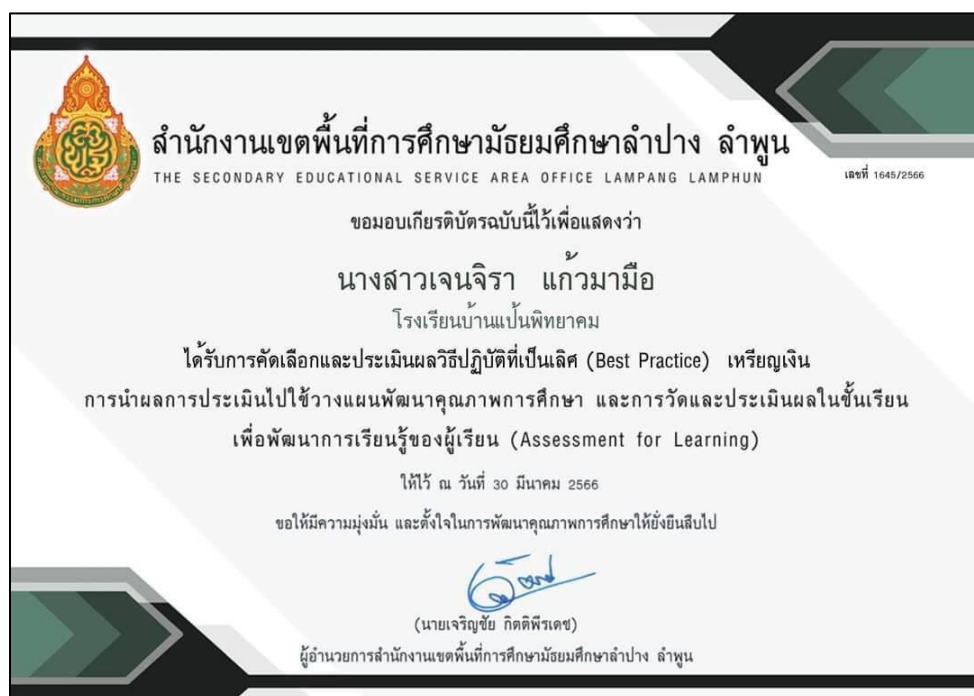 สำนักงานเขตพื้นที่การศึกษามัธยมศึกษาลำปาง ลำพูน
THE SECONDARY EDUCATIONAL SERVICE AREA OFFICE LAMPANG LAMPHUN
เลขที่ 1645/2566
ขอมอบเกียรติบัตรฉบับนี้ไว้เพื่อแสดงว่า
นางสาวเจนจิรา แก้วมามือ
โรงเรียนบ้านแป้นพิทยาคม
ได้รับการคัดเลือกและประเมินผลวิธีปฏิบัติที่เป็นเลิศ (Best Practice) เหรียญเงิน
การนำผลการประเมินไปใช้วางแผนพัฒนาคุณภาพการศึกษา และการวัดและประเมินผลในชั้นเรียน
เพื่อพัฒนาการเรียนรู้ของผู้เรียน (Assessment for Learning)
ให้ไว้ ณ วันที่ 30 มีนาคม 2566
ขอให้มีความมุ่งมั่น และตั้งใจในการพัฒนาคุณภาพการศึกษาให้ยั่งยืนสืบไป
(นายเจริญชัย กิตติพีรเดช)
ผู้อำนวยการสำนักงานเขตพื้นที่การศึกษามัธยมศึกษาลำปาง ลำพูน